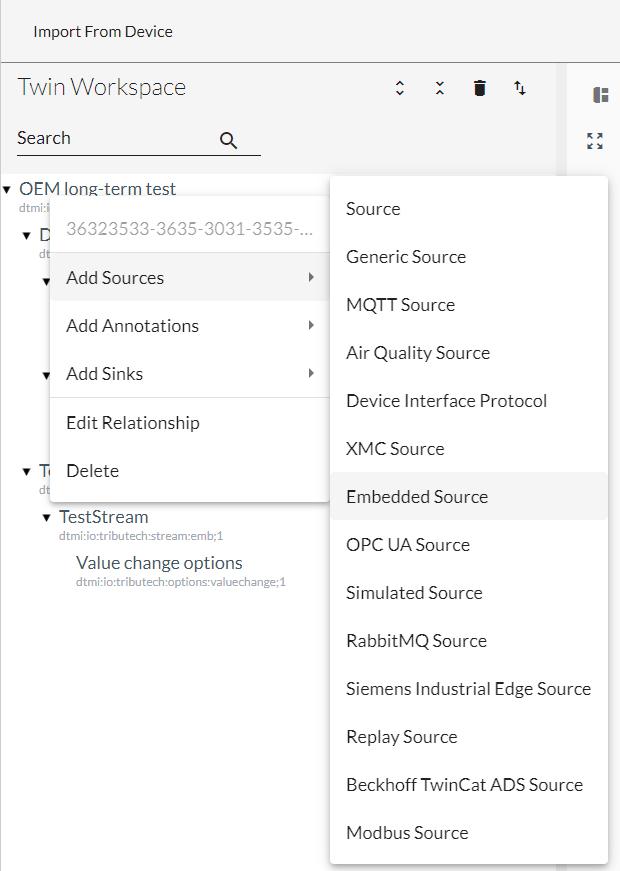 Import From Device
Twin Workspace
Search
OEM long-term test
dtmi:i
D
dt
36323533-3635-3031-3535-...
Add Sources
Add Annotations
Add Sinks
Edit Relationship
Delete
dt
TestStream
dtmi:io:tributech:stream:emb;1
Value change options
dtmi:io:tributech:options:valuechange;1
Source
Generic Source
MQTT Source
Air Quality Source
Device Interface Protocol
XMC Source
Embedded Source
OPC UA Source
Simulated Source
RabbitMQ Source
Siemens Industrial Edge Source
Replay Source
Beckhoff TwinCat ADS Source
Modbus Source